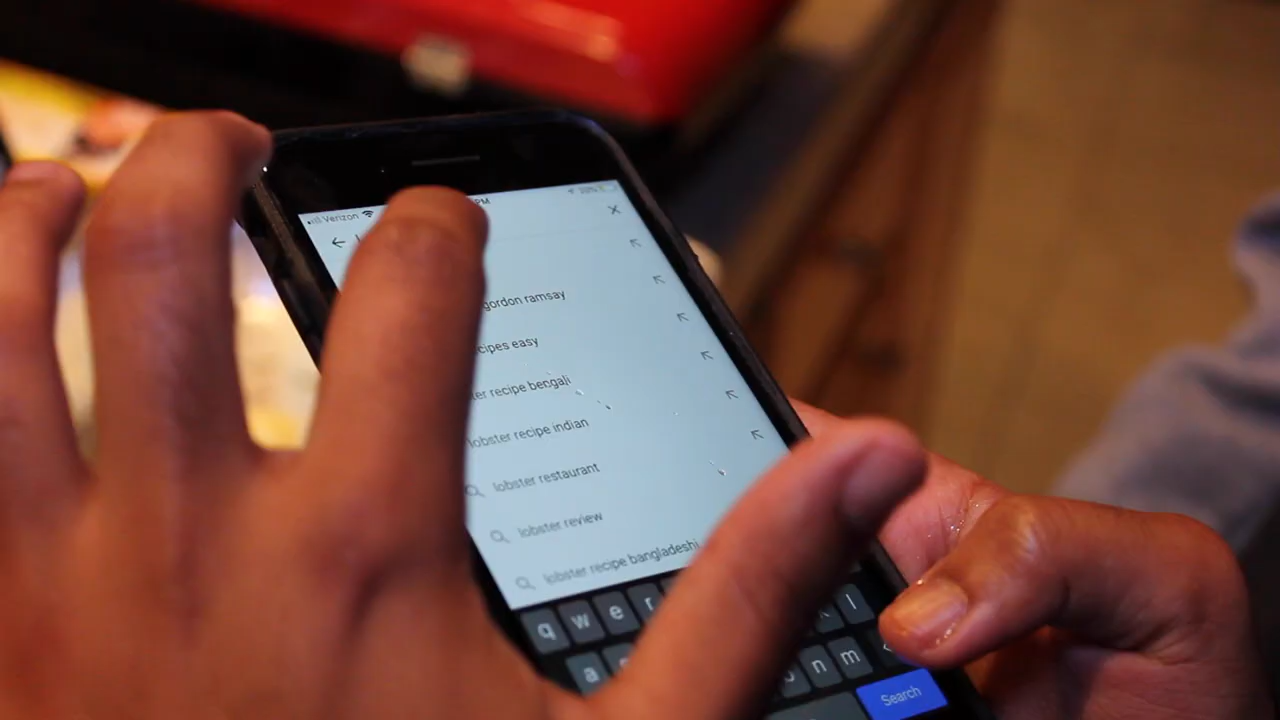 Verizon PM
gordon ramsay
cipes easy
ter recipe bengali
lobster recipe indian
lobster restaurant
lobster review
lobster recipe bangladeshi
q w e r l
a n m
Search